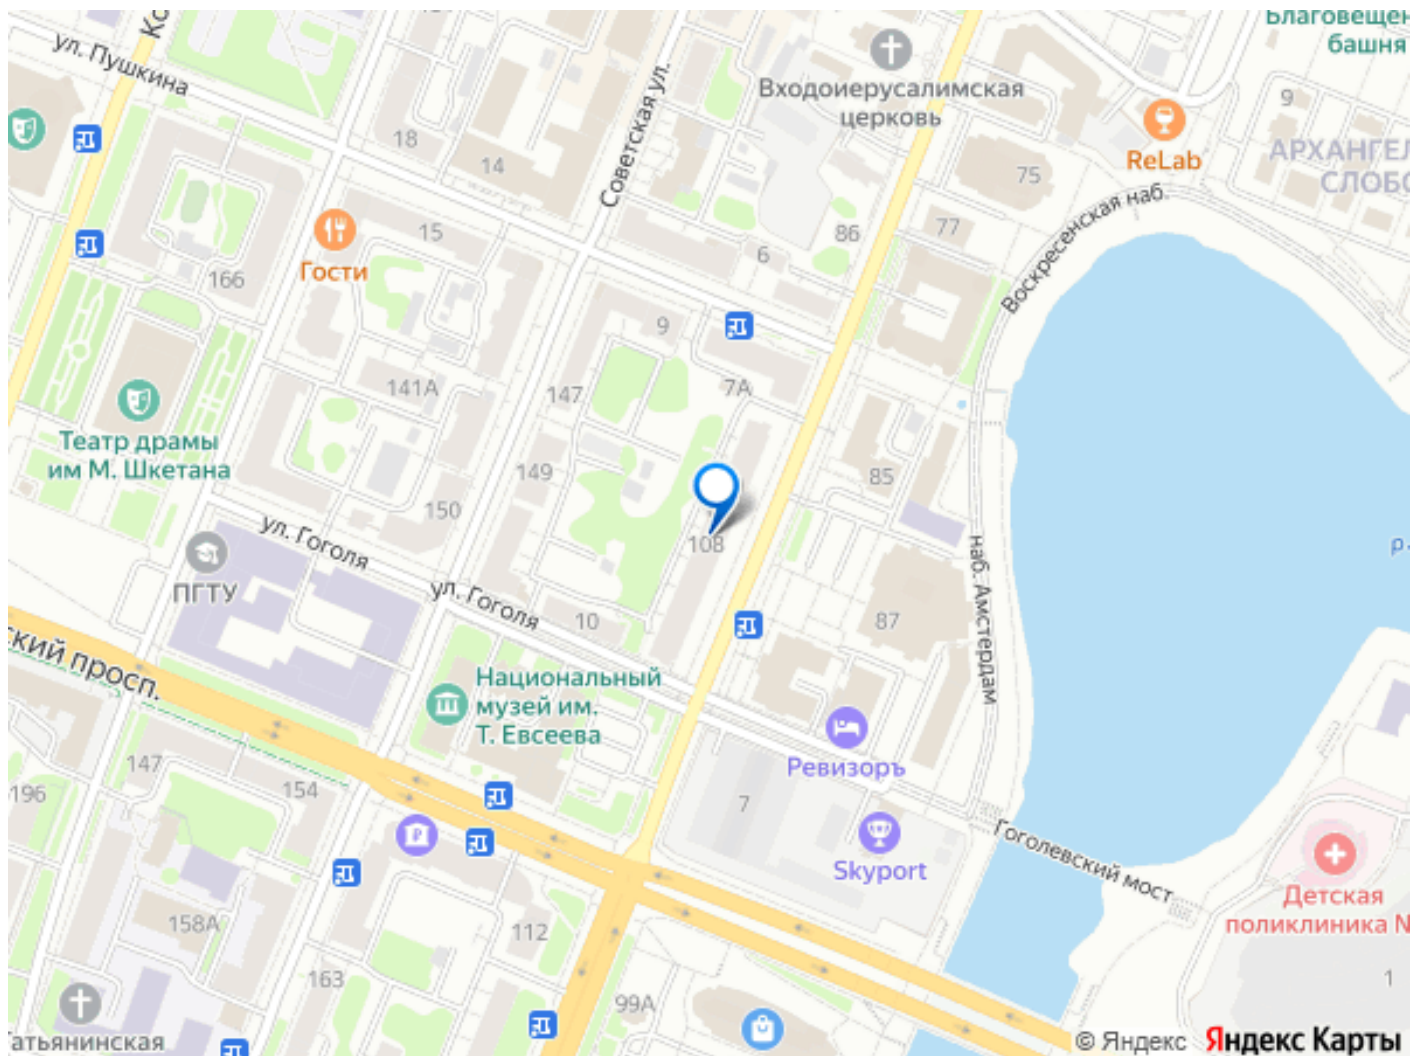 Благовещен
башня
ул. Пушкина
Входоиерусалимская
церковь
9
Советская ул.
18
14
ReLab
75
АРХАНГЕЛ
СЛОБО
Воскресенская наб.
15
77
86
6
Гости
166
9
141А
147
7А
Театр драмы
им М. Шкетана
149
85
150
ул. Гоголя
108
ПГТУ
ул. Гоголя
наб. Амстердам
р.
10
87
ский просп.
Национальный
музей им.
Т. Евсеева
147
154
196
Ревизоръ
7
Гоголевский мост
Skyport
Детская
поликлиника N
158А
112
163
99А
1
атьянинская
© Яндекс Яндекс Карты